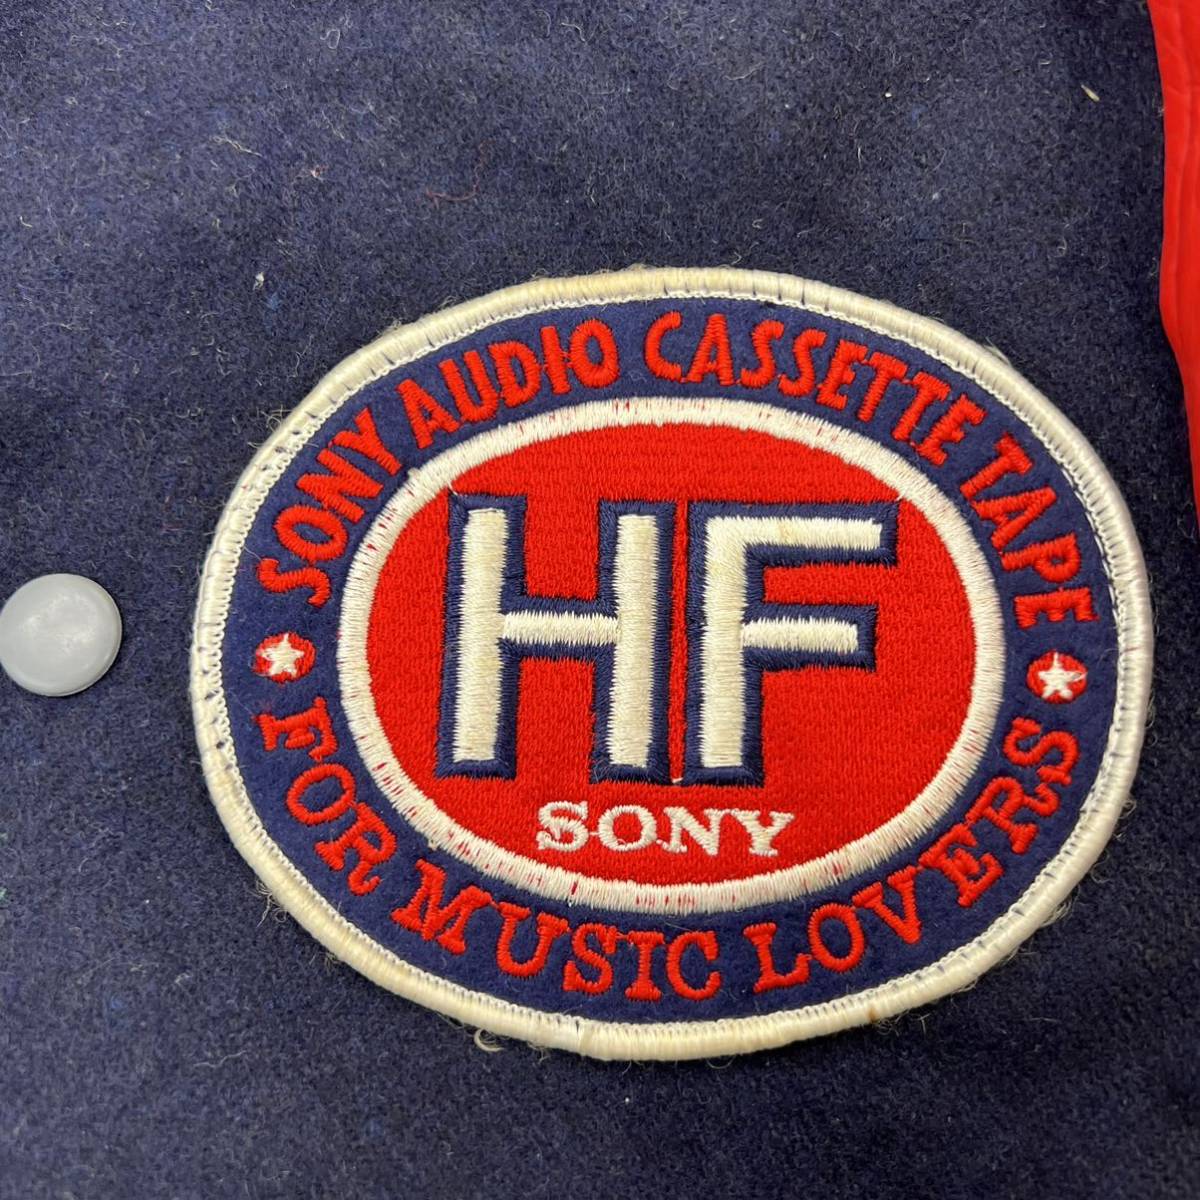 SONY AUDIO CASSETTE TAPE
HF
SONY
FOR MUSIC LOVERS